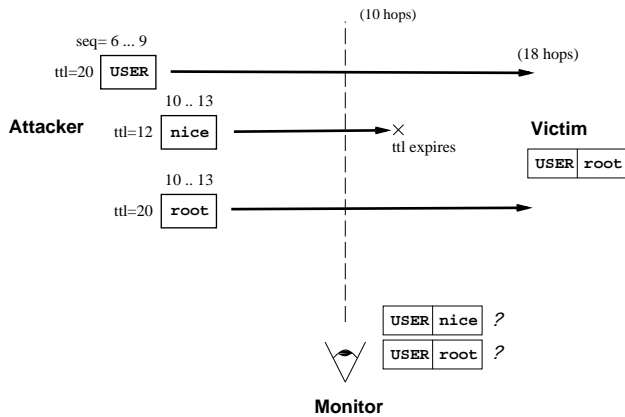 (10 hops)
seq= 6 ... 9
(18 hops)
ttl=20 USER
10 .. 13
Attacker
ttl=12 nice
ttl expires
Victim
USER root
10 .. 13
ttl=20 root
USER nice ?
USER root ?
Monitor